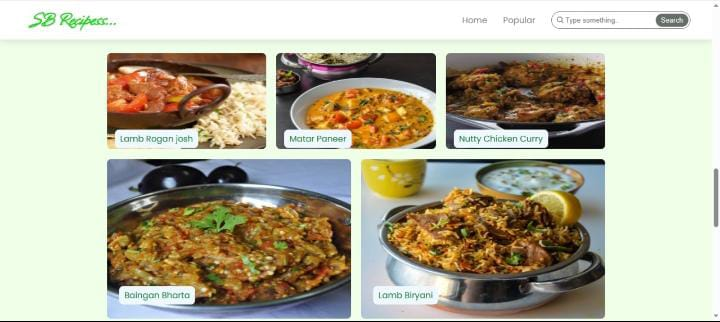 SB Recipess...
Home Popular Type something.. Search
Lamb Rogan josh Matar Paneer Nutty Chicken Curry
Baingan Bharta Lamb Biryani